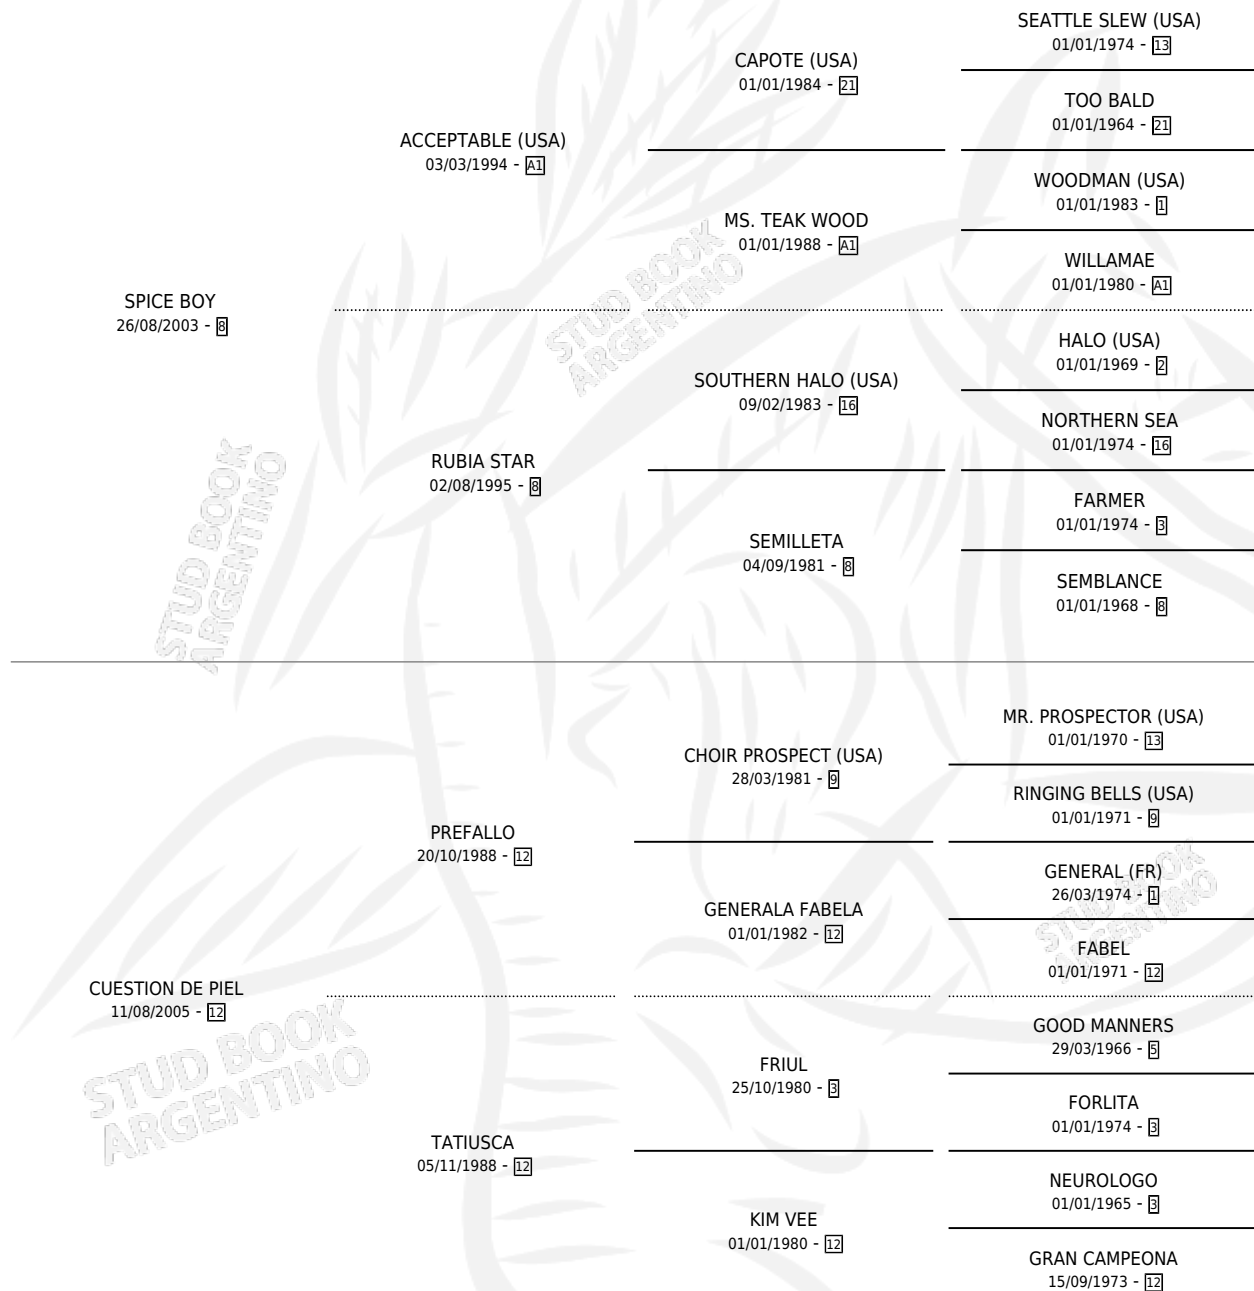 SEATTLE SLEW (USA)
01/01/1974 - 13
CAPOTE (USA)
01/01/1984 - 21
TOO BALD
01/01/1964 - 21
ACCEPTABLE (USA)
03/03/1994 - A1
WOODMAN (USA)
01/01/1983 - 1
MS. TEAK WOOD
01/01/1988 - A1
WILLAMAE
01/01/1980 - A1
SPICE BOY
26/08/2003 - 8
HALO (USA)
01/01/1969 - 2
SOUTHERN HALO (USA)
09/02/1983 - 16
NORTHERN SEA
01/01/1974 - 16
RUBIA STAR
02/08/1995 - 8
FARMER
01/01/1974 - 3
SEMILLETA
04/09/1981 - 8
SEMBLANCE
01/01/1968 - 8
MR. PROSPECTOR (USA)
01/01/1970 - 13
CHOIR PROSPECT (USA)
28/03/1981 - 9
RINGING BELLS (USA)
01/01/1971 - 9
PREFALLO
20/10/1988 - 12
GENERAL (FR)
26/03/1974 - 1
GENERALA FABELA
01/01/1982 - 12
FABEL
01/01/1971 - 12
CUESTION DE PIEL
11/08/2005 - 12
GOOD MANNERS
29/03/1966 - 5
FRIUL
25/10/1980 - 3
FORLITA
01/01/1974 - 3
TATIUSCA
05/11/1988 - 12
NEUROLOGO
01/01/1965 - 3
KIM VEE
01/01/1980 - 12
GRAN CAMPEONA
15/09/1973 - 12
STUD BOOK
ARGENTINO
STUD BOOK
ARGENTINO
STUD BOOK
ARGENTINO
STUD BOOK
ARGENTINO